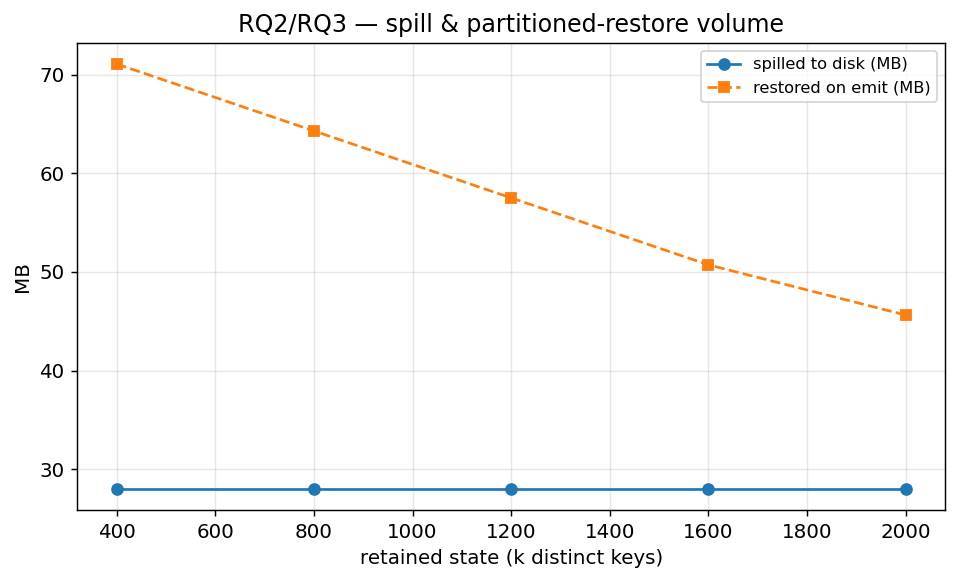 RQ2/RQ3 — spill & partitioned-restore volume
spilled to disk (MB)
restored on emit (MB)
MB
70
60
50
40
30
400 600 800 1000 1200 1400 1600 1800 2000
retained state (k distinct keys)